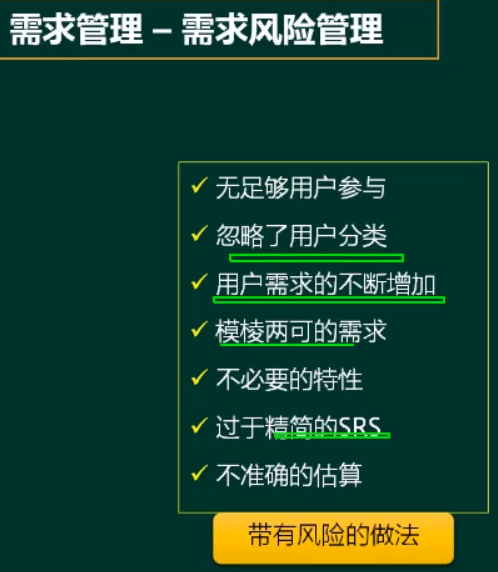 需求管理 – 需求风险管理
✓ 无足够用户参与
✓ 忽略了用户分类
✓ 用户需求的不断增加
✓ 模棱两可的需求
✓ 不必要的特性
✓ 过于精简的SRS
✓ 不准确的估算
带有风险的做法